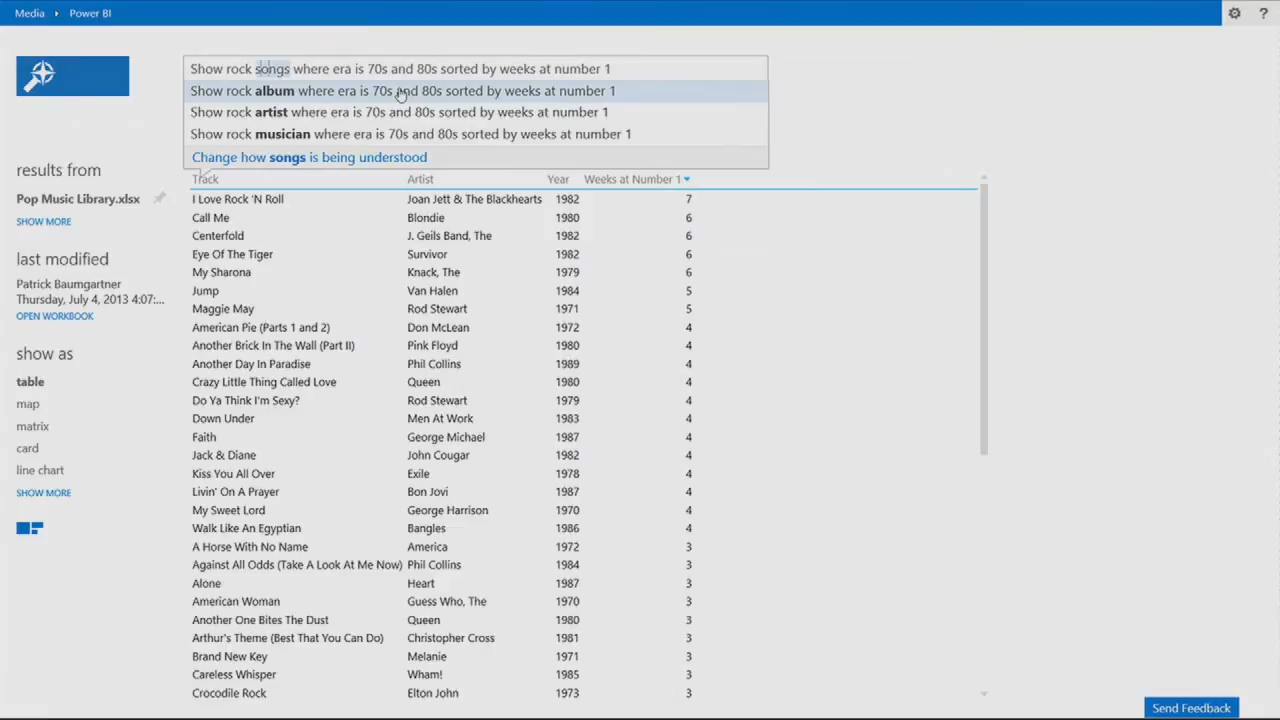 Media ▸ Power BI ?
Show rock songs where era is 70s and 80s sorted by weeks at number 1
Show rock album where era is 70s and 80s sorted by weeks at number 1
Show rock artist where era is 70s and 80s sorted by weeks at number 1
Show rock musician where era is 70s and 80s sorted by weeks at number 1
Change how songs is being understood
results from
Pop Music Library.xlsx
SHOW MORE
last modified
Patrick Baumgartner
Thursday, July 4, 2013 4:07:...
OPEN WORKBOOK
show as
table
map
matrix
card
line chart
SHOW MORE
Track Artist Year Weeks at Number 1
I Love Rock 'N Roll Joan Jett & The Blackhearts 1982 7
Call Me Blondie 1980 6
Centerfold J. Geils Band, The 1982 6
Eye Of The Tiger Survivor 1982 6
My Sharona Knack, The 1979 6
Jump Van Halen 1984 5
Maggie May Rod Stewart 1971 5
American Pie (Parts 1 and 2) Don McLean 1972 4
Another Brick In The Wall (Part II) Pink Floyd 1980 4
Another Day In Paradise Phil Collins 1989 4
Crazy Little Thing Called Love Queen 1980 4
Do Ya Think I'm Sexy? Rod Stewart 1979 4
Down Under Men At Work 1983 4
Faith George Michael 1987 4
Jack & Diane John Cougar 1982 4
Kiss You All Over Exile 1978 4
Livin' On A Prayer Bon Jovi 1987 4
My Sweet Lord George Harrison 1970 4
Walk Like An Egyptian Bangles 1986 4
A Horse With No Name America 1972 3
Against All Odds (Take A Look At Me Now) Phil Collins 1984 3
Alone Heart 1987 3
American Woman Guess Who, The 1970 3
Another One Bites The Dust Queen 1980 3
Arthur's Theme (Best That You Can Do) Christopher Cross 1981 3
Brand New Key Melanie 1971 3
Careless Whisper Wham! 1985 3
Crocodile Rock Elton John 1973 3
Send Feedback